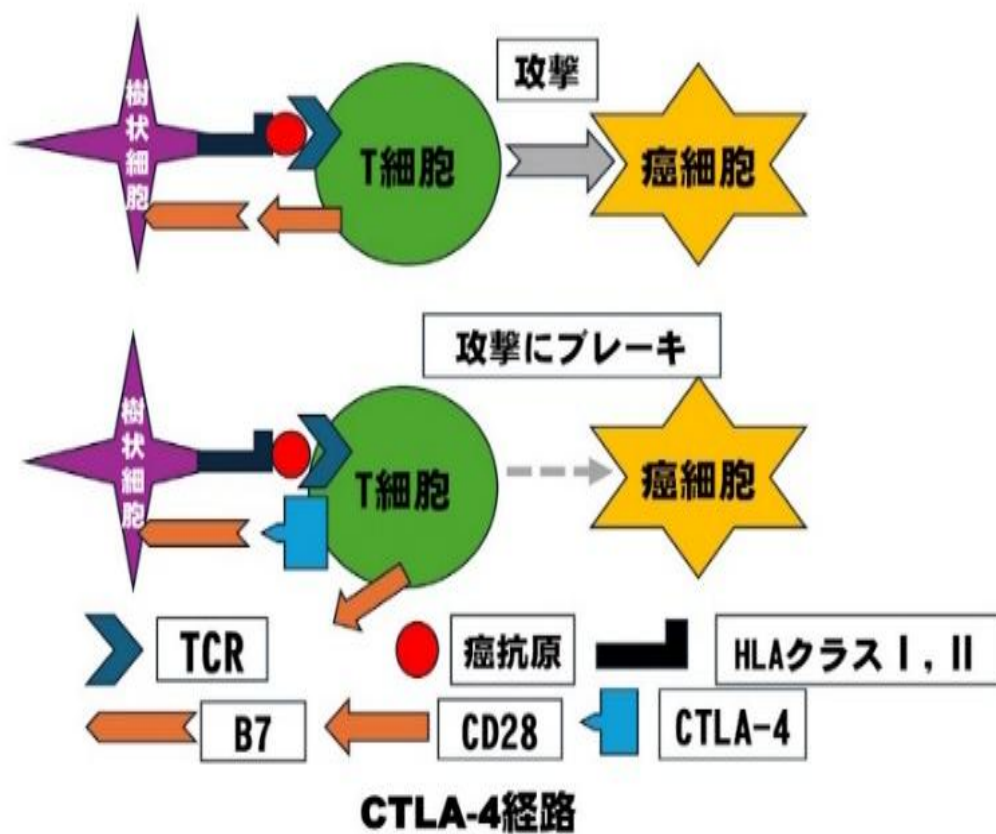 攻撃
樹状細胞
T細胞
癌細胞
攻撃にブレーキ
樹状細胞
T細胞
癌細胞
TCR
癌抗原
HLAクラスⅠ,Ⅱ
B7
CD28
CTLA-4
CTLA-4経路